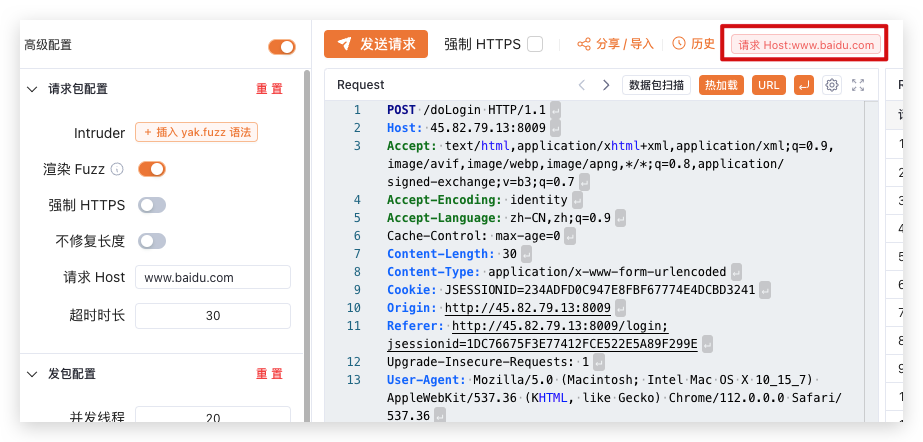 高级配置
请求包配置 重置
Intruder + 插入 yak.fuzz 语法
渲染 Fuzz
强制 HTTPS
不修复长度
请求 Host www.baidu.com
超时时长 30
发包配置 重置
并发线程 20
发送请求 强制 HTTPS 分享 / 导入 历史 请求 Host:www.baidu.com
Request 数据包扫描 热加载 URL
1 POST /doLogin HTTP/1.1
2 Host: 45.82.79.13:8009
3 Accept: text/html,application/xhtml+xml,application/xml;q=0.9,
image/avif,image/webp,image/apng,*/*;q=0.8,application/
signed-exchange;v=b3;q=0.7
4 Accept-Encoding: identity
5 Accept-Language: zh-CN,zh;q=0.9
6 Cache-Control: max-age=0
7 Content-Length: 30
8 Content-Type: application/x-www-form-urlencoded
9 Cookie: JSESSIONID=234ADFD0C947E8FBF67774E4DCBD3241
10 Origin: http://45.82.79.13:8009
11 Referer: http://45.82.79.13:8009/login;
jsessionid=1DC76675F3E77412FCE522E5A89F299E
12 Upgrade-Insecure-Requests: 1
13 User-Agent: Mozilla/5.0 (Macintosh; Intel Mac OS X 10_15_7)
AppleWebKit/537.36 (KHTML, like Gecko) Chrome/112.0.0.0 Safari/
537.36